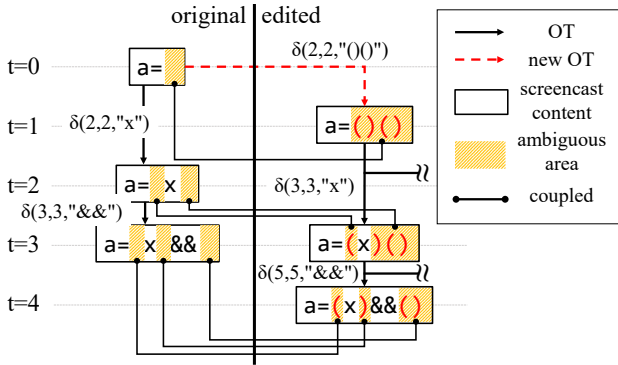 original edited
t=0
a=
δ(2,2,"()()")
t=1
δ(2,2,"x")
a=()()
t=2
a= x
δ(3,3,"x")
δ(3,3,"&&")
t=3
a= x &&
a=(x)()
δ(5,5,"&&")
t=4
a=(x)&&()
OT
new OT
screencast
content
ambiguous
area
coupled